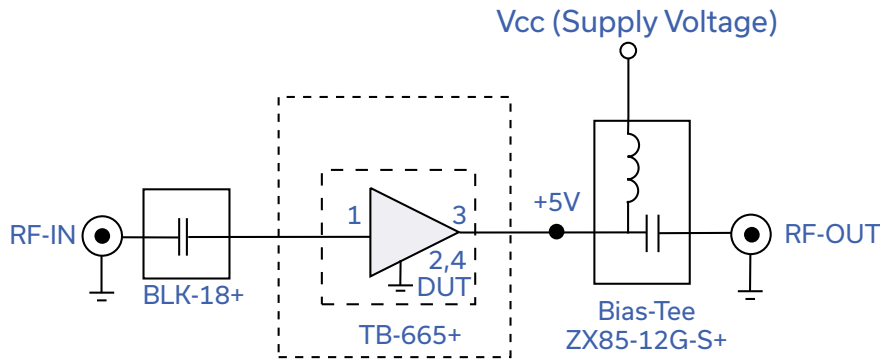 Vcc (Supply Voltage)
+5V
1
3
RF-IN
RF-OUT
2,4
DUT
BLK-18+
TB-665+
Bias-Tee
ZX85-12G-S+